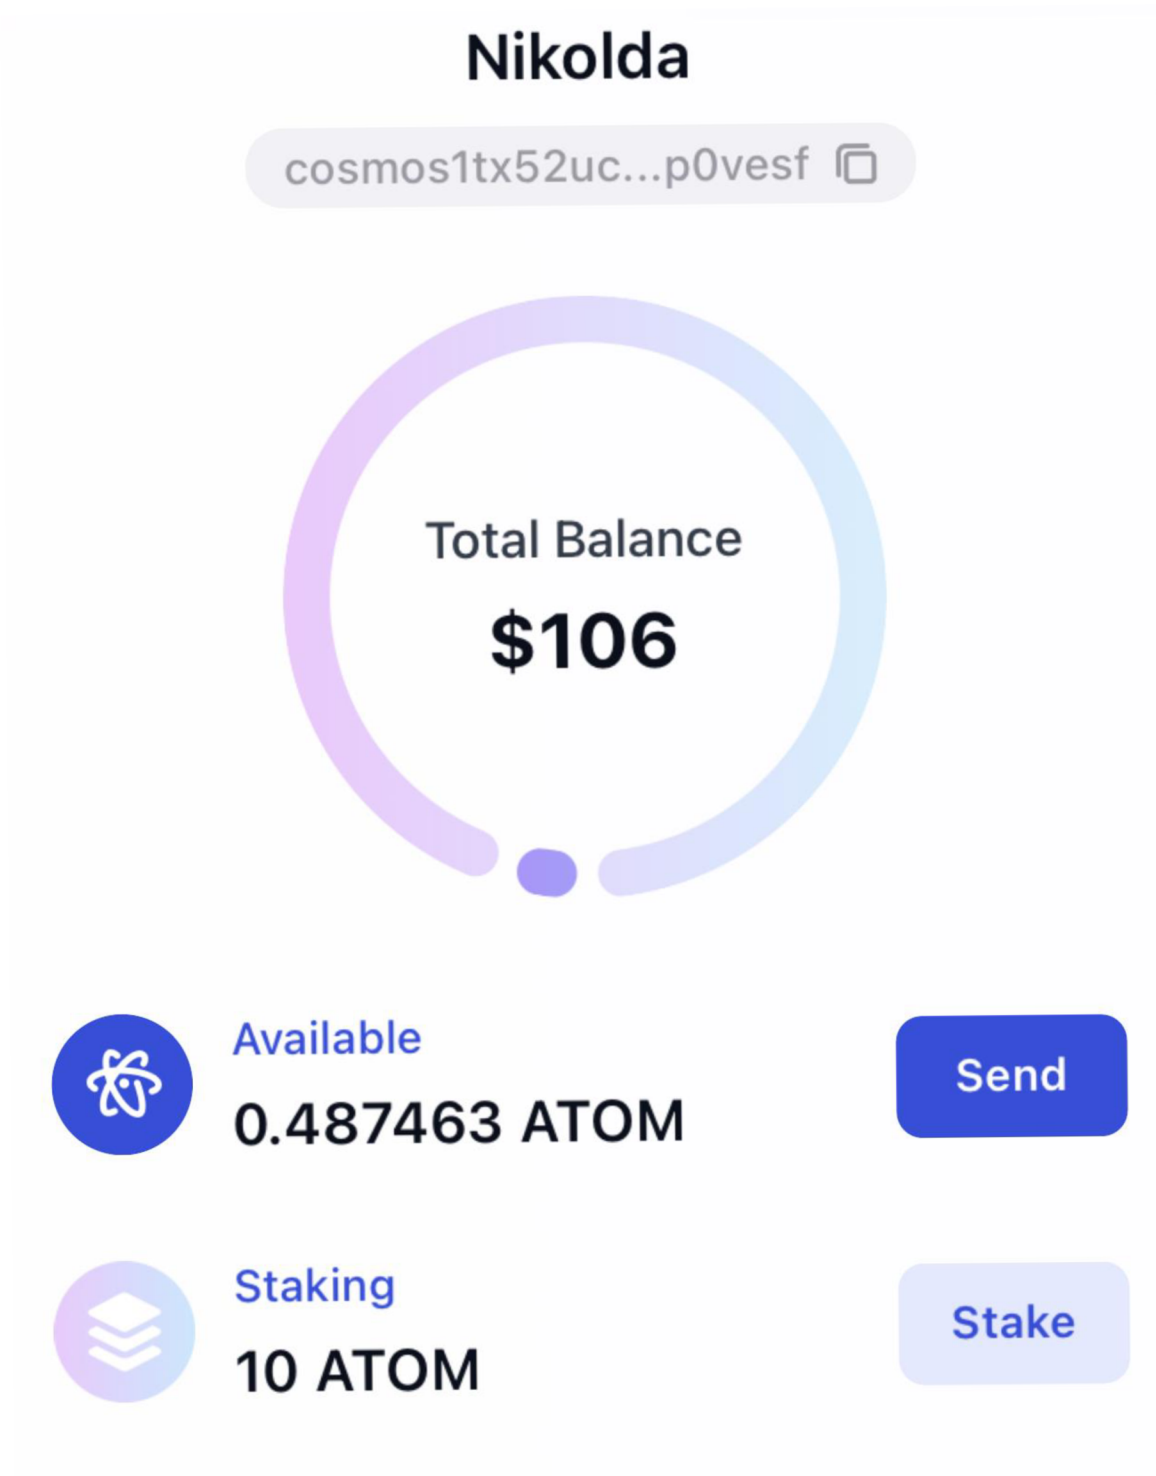 Nikolda
cosmos1tx52uc...p0vesf
Total Balance
$106
Available
0.487463 ATOM
Send
Staking
10 ATOM
Stake